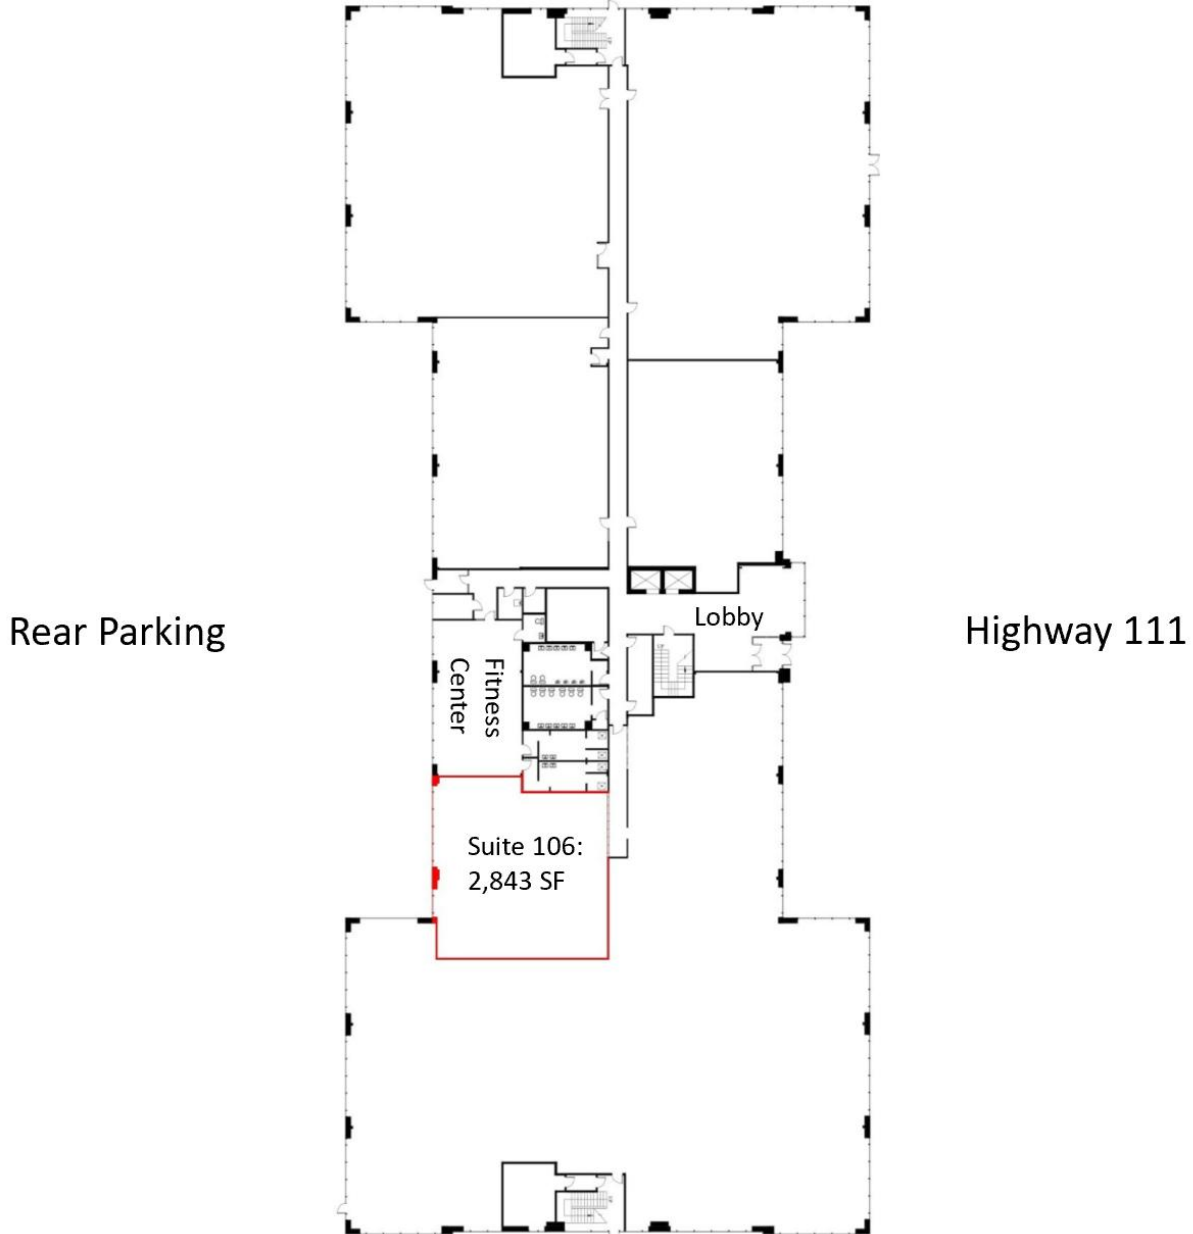 Lobby
Rear Parking
Highway 111
Fitness
Center
Suite 106:
2,843 SF